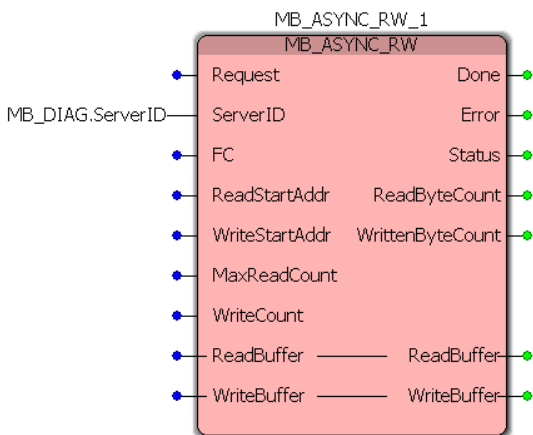 MB_ASYNC_RW_1
MB_ASYNC_RW
Request Done
MB_DIAG.ServerID ServerID Error
FC Status
ReadStartAddr ReadByteCount
WriteStartAddr WrittenByteCount
MaxReadCount
WriteCount
ReadBuffer ReadBuffer
WriteBuffer WriteBuffer